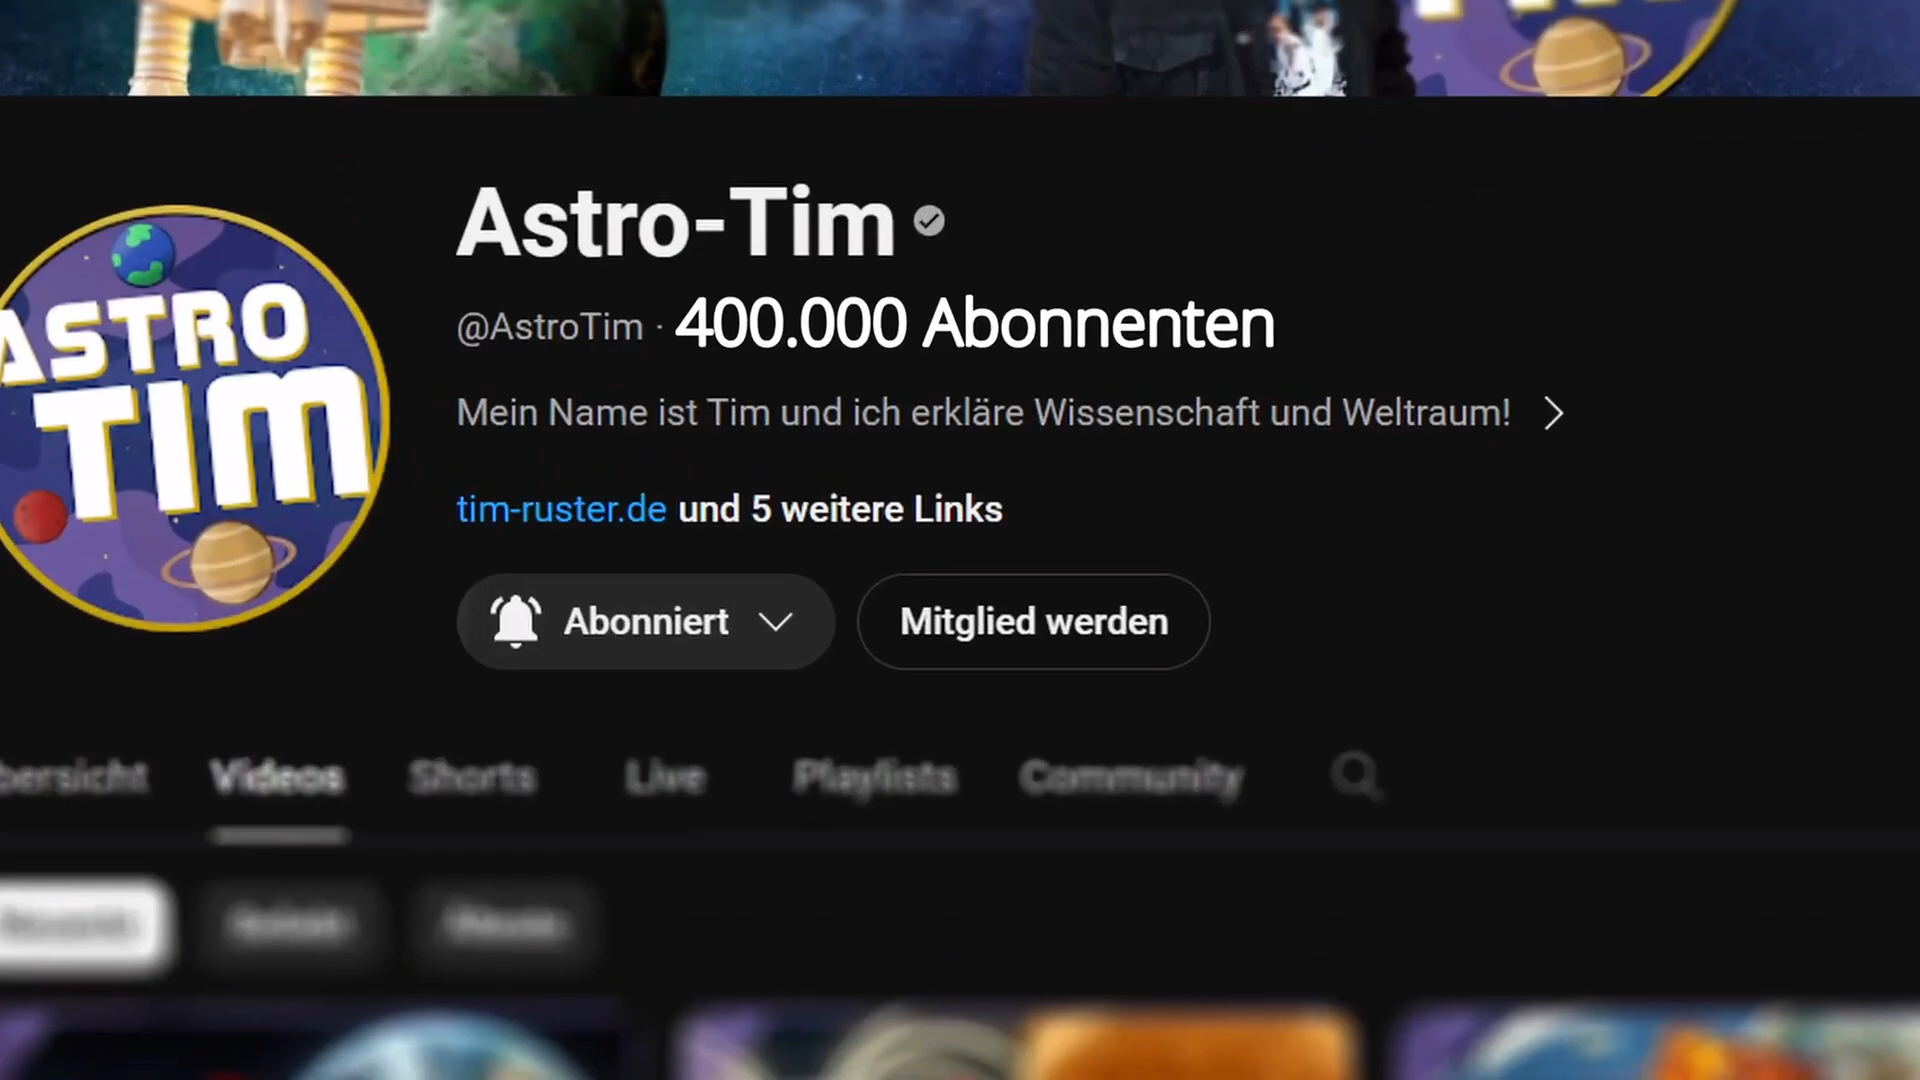 Astro-Tim
@AstroTim · 400.000 Abonnenten
ASTRO
TIM
Mein Name ist Tim und ich erkläre Wissenschaft und Weltraum!
tim-ruster.de und 5 weitere Links
Abonniert
Mitglied werden
bersicht Videos Shorts Live Playlists Community